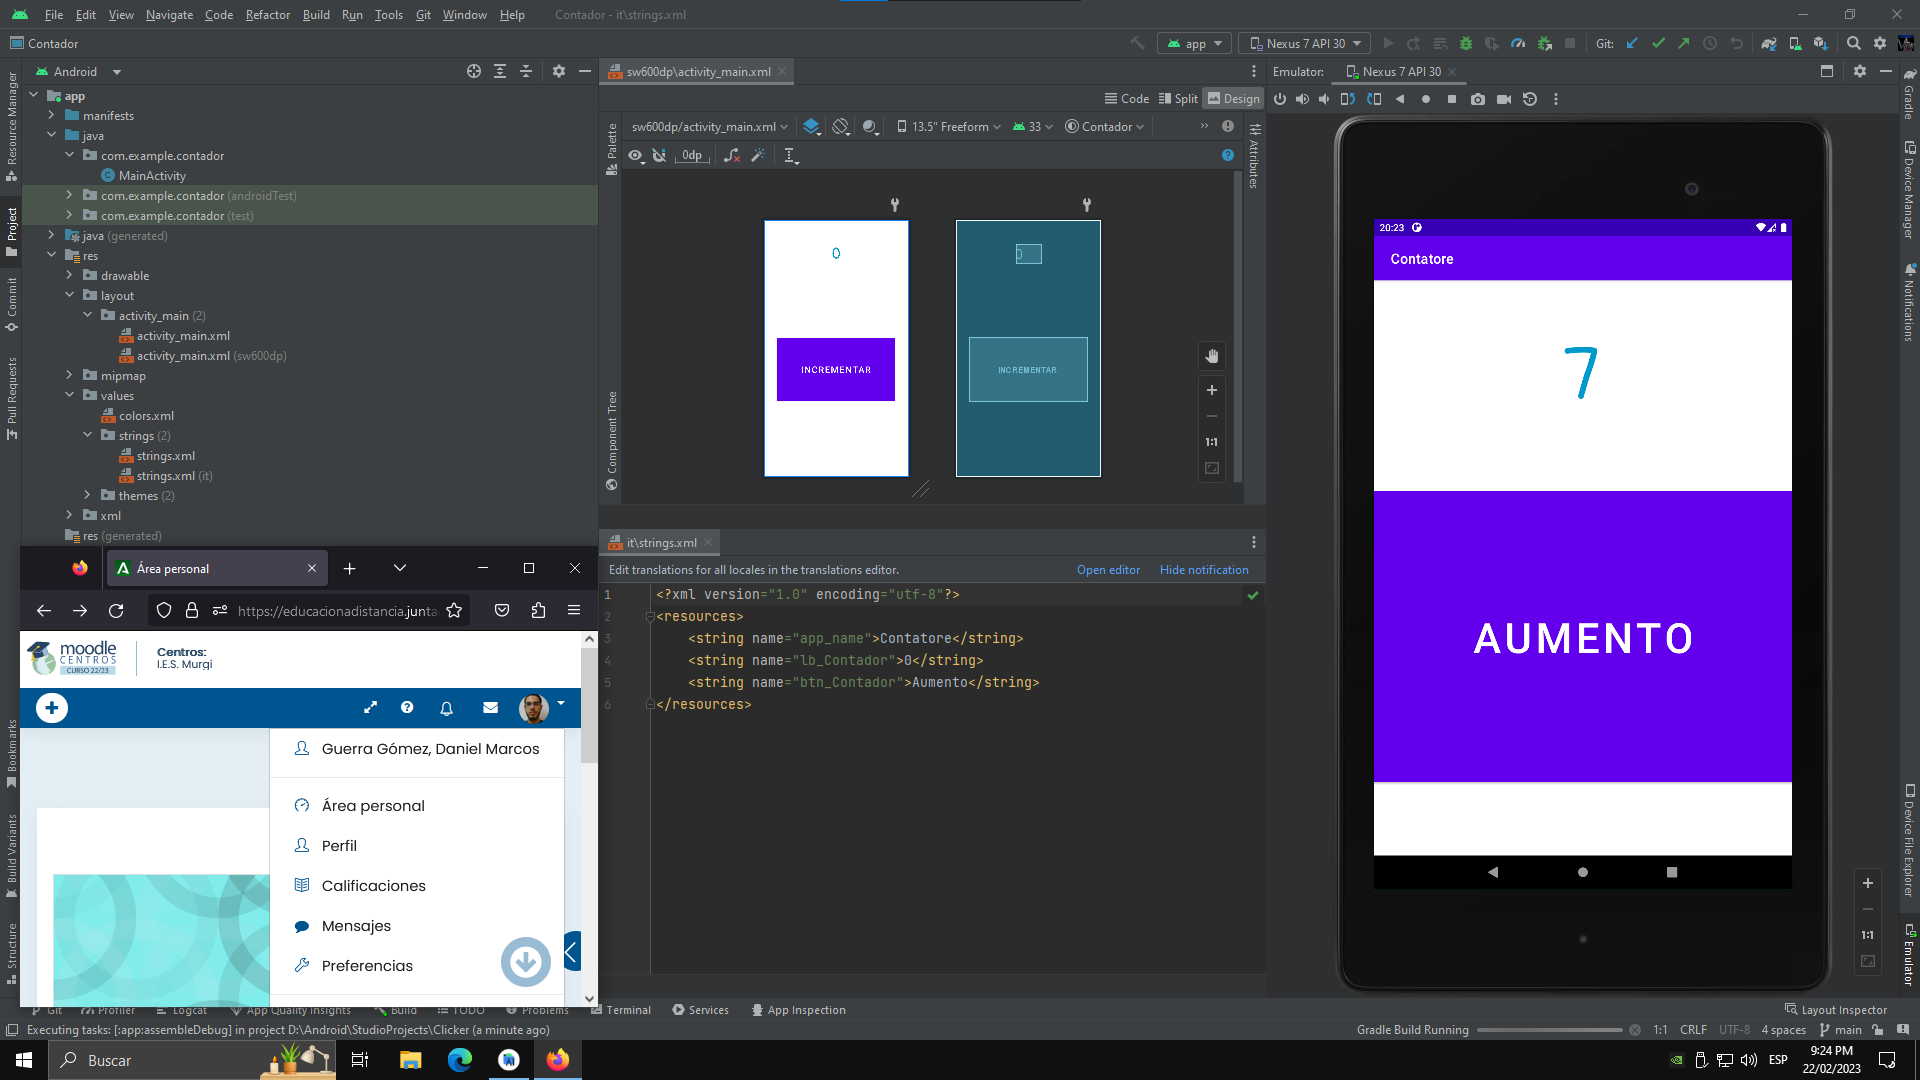 File Edit View Navigate Code Refactor Build Run Tools Git Window Help Contador - it\strings.xml
Contador
app
Nexus 7 API 30
Git:
Android
sw600dp\activity_main.xml
Emulator: Nexus 7 API 30
Code Split Design
sw600dp/activity_main.xml 13.5" Freeform 33 Contador
0dp
Resource Manager
Project
Commit
Pull Requests
Bookmarks
Build Variants
Structure
app
manifests
java
com.example.contador
MainActivity
com.example.contador (androidTest)
com.example.contador (test)
java (generated)
res
drawable
layout
activity_main (2)
activity_main.xml
activity_main.xml (sw600dp)
mipmap
values
colors.xml
strings (2)
strings.xml
strings.xml (it)
themes (2)
xml
res (generated)
Palette
Component Tree
Attributes
0
INCREMENTAR
0
INCREMENTAR
1:1
it\strings.xml
Edit translations for all locales in the translations editor. Open editor Hide notification
1 <?xml version="1.0" encoding="utf-8"?>
2 <resources>
3 <string name="app_name">Contatore</string>
4 <string name="lb_Contador">0</string>
5 <string name="btn_Contador">Aumento</string>
6 </resources>
20:23
Contatore
7
AUMENTO
1:1
Gradle
Device Manager
Notifications
Device File Explorer
Emulator
Área personal
https://educacionadistancia.junta
moodle
CENTROS
CURSO 22/23
Centros:
I.E.S. Murgi
Guerra Gómez, Daniel Marcos
Área personal
Perfil
Calificaciones
Mensajes
Preferencias
Git Profiler Logcat App Quality Insights Build TODO Problems Terminal Services App Inspection Layout Inspector
Executing tasks: [:app:assembleDebug] in project D:\Android\StudioProjects\Clicker (a minute ago) Gradle Build Running 1:1 CRLF UTF-8 4 spaces main
Buscar
ESP
9:24 PM
22/02/2023